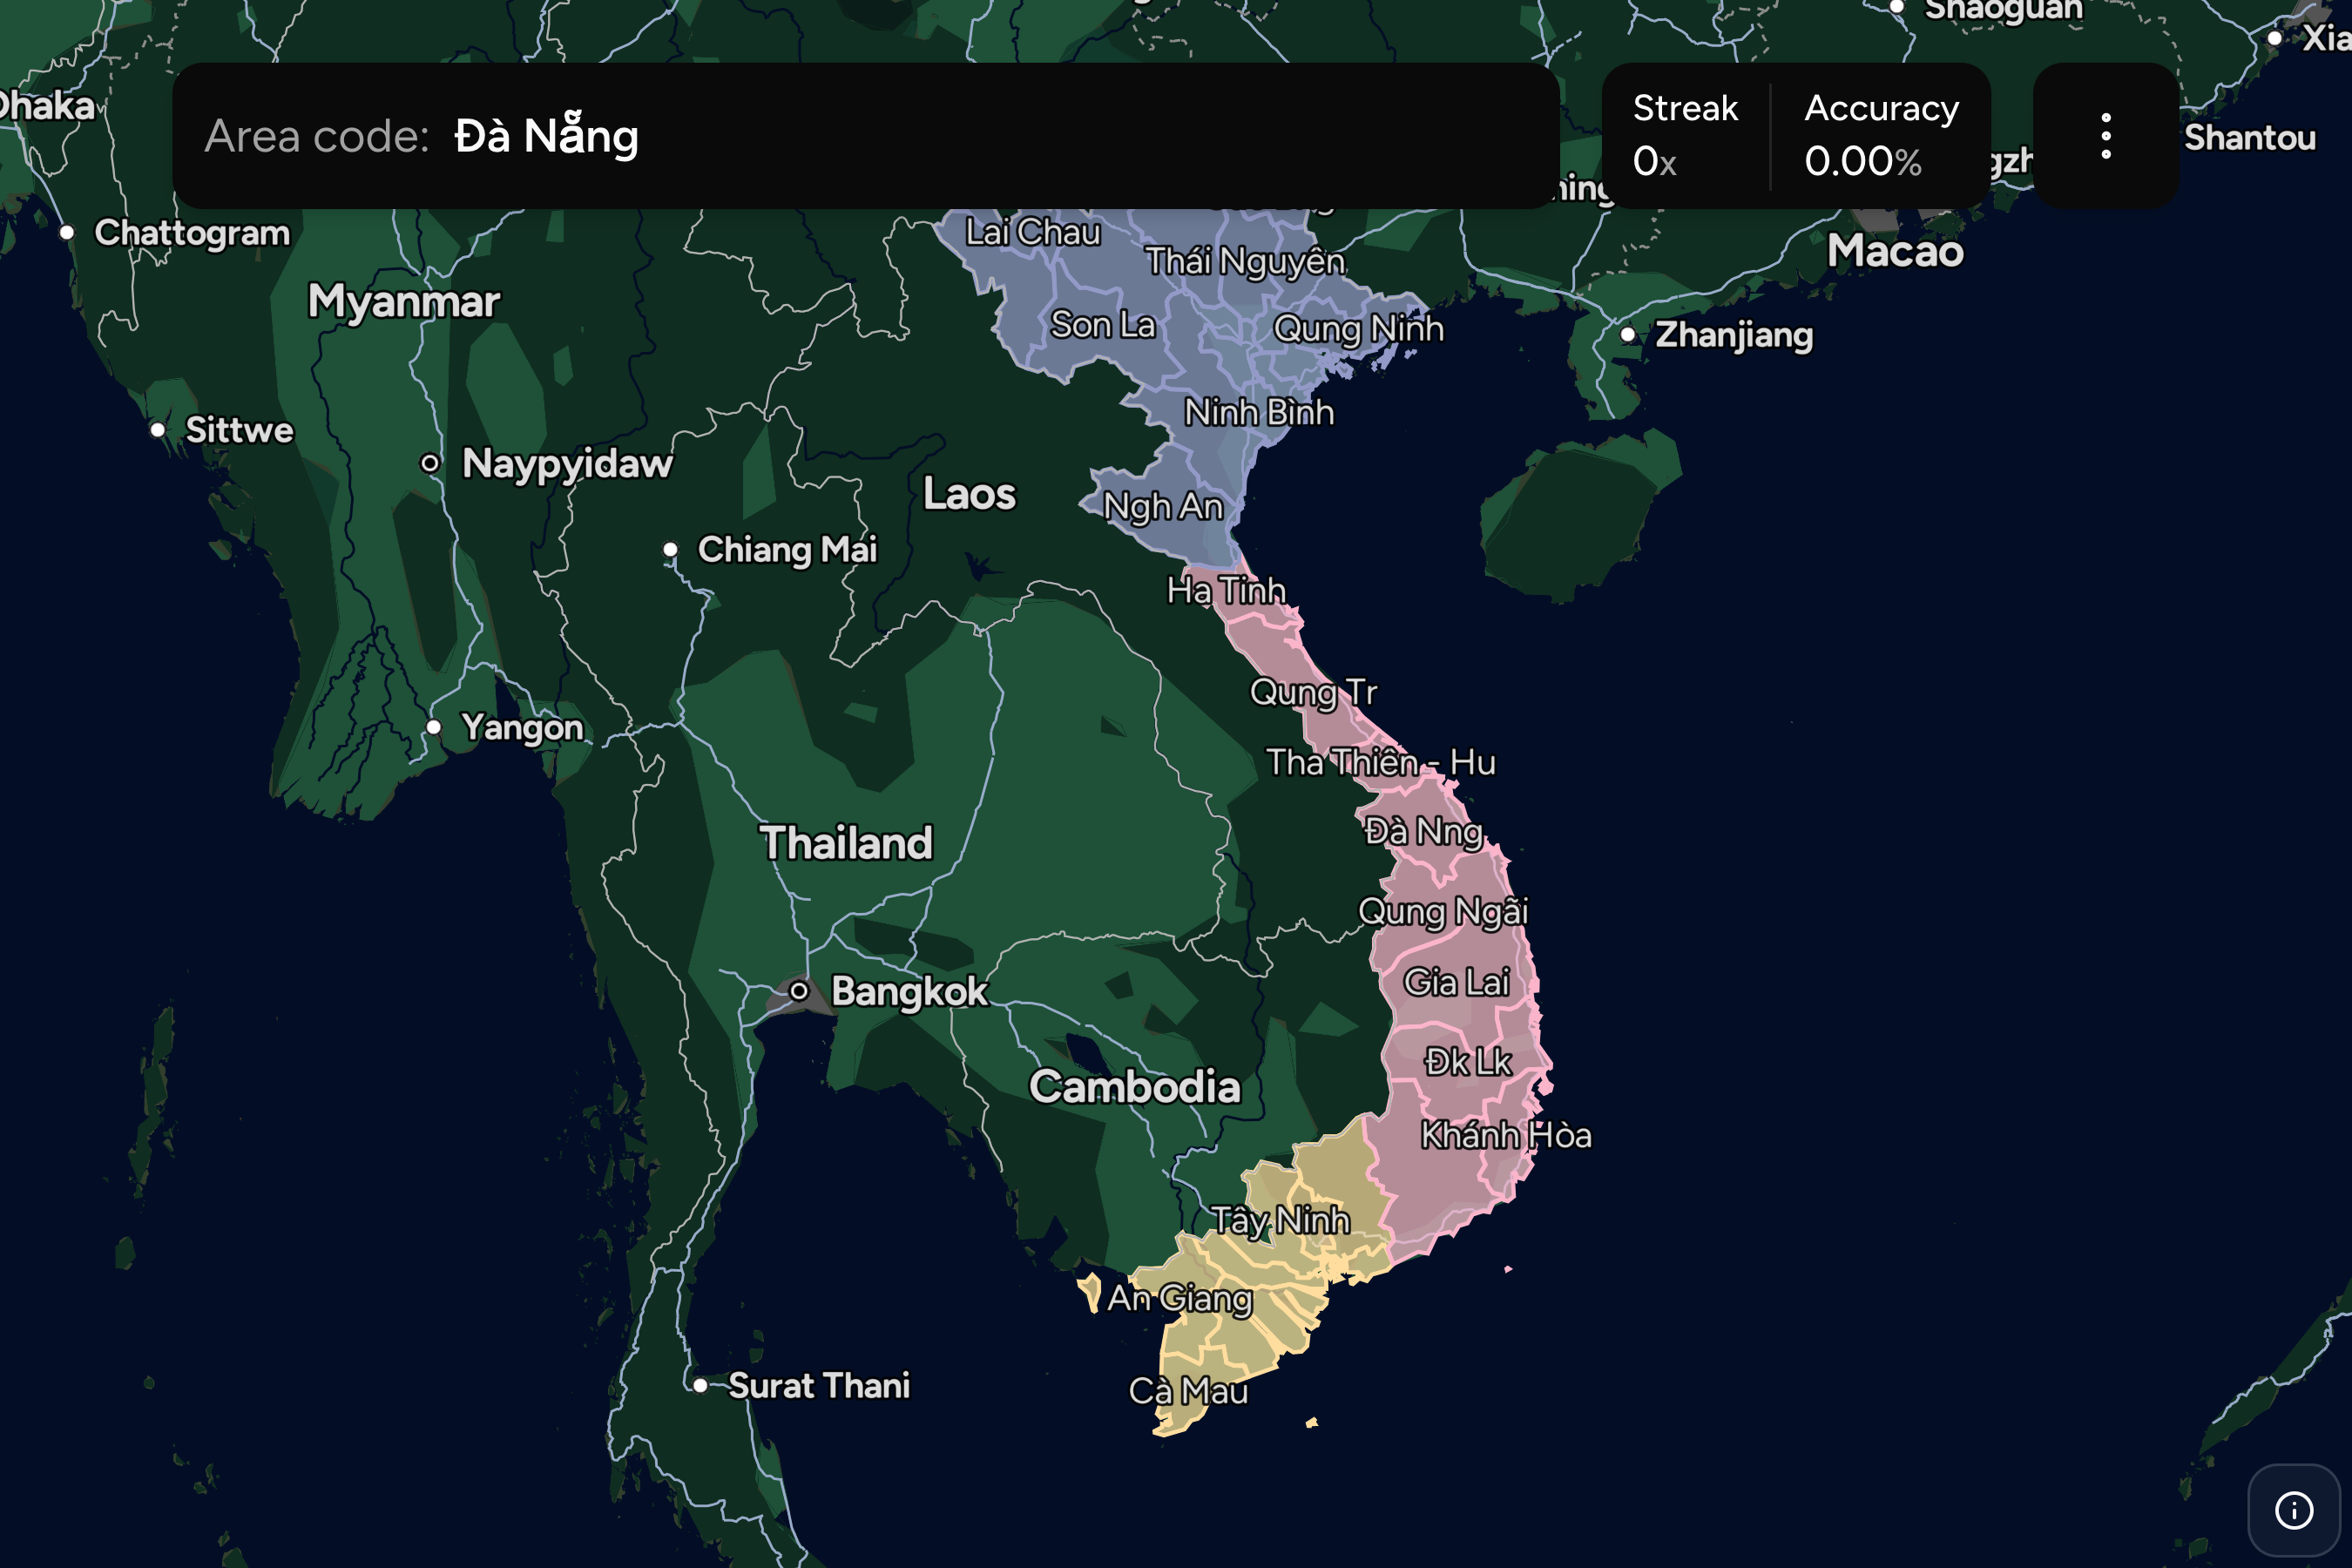 Shaoguan
Dhaka
Area code: Đà Nẵng
Streak
0x
Accuracy
0.00%
Shantou
Chattogram
Lai Chau
Thái Nguyên
Macao
Myanmar
Son La
Qung Ninh
Zhanjiang
Ninh Bình
Sittwe
Naypyidaw
Laos
Ngh An
Chiang Mai
Ha Tinh
Qung Tr
Yangon
Tha Thiên - Hu
Đà Nng
Thailand
Qung Ngãi
Gia Lai
Bangkok
Đk Lk
Cambodia
Khánh Hòa
Tây Ninh
An Giang
Surat Thani
Cà Mau